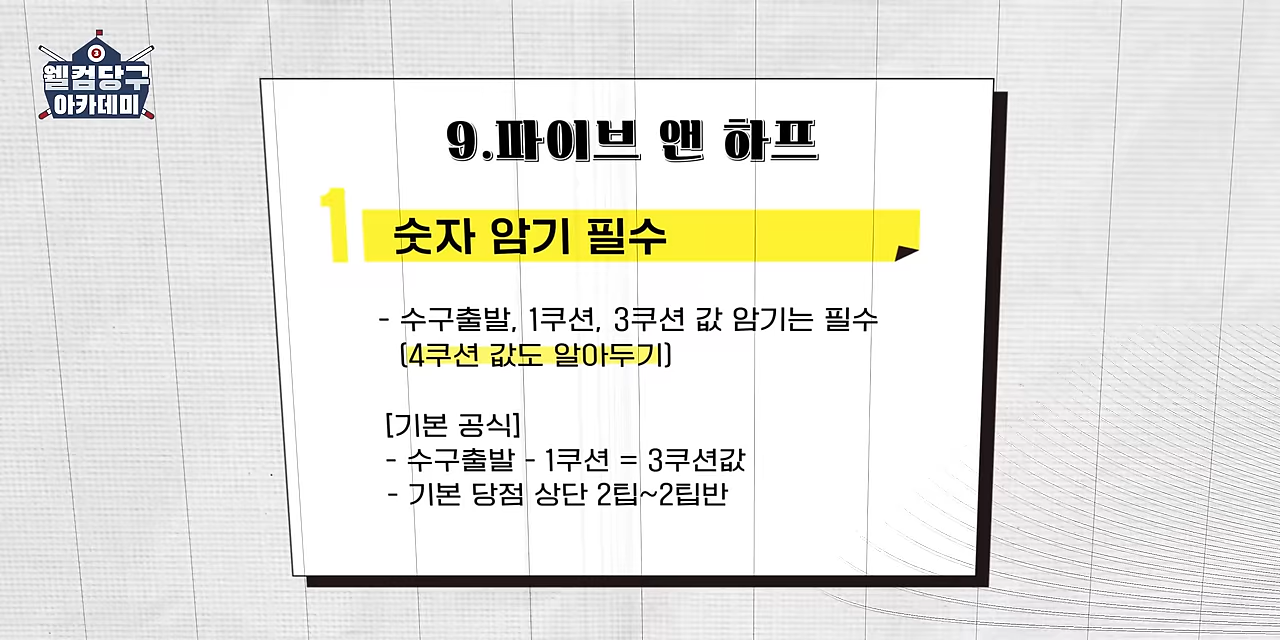 3
웰컴당구
아카데미
9.파이브 앤 하프
1 숫자 암기 필수
- 수구출발, 1쿠션, 3쿠션 값 암기는 필수
(4쿠션 값도 알아두기)
[기본 공식]
- 수구출발 - 1쿠션 = 3쿠션값
- 기본 당점 상단 2팁~2팁반